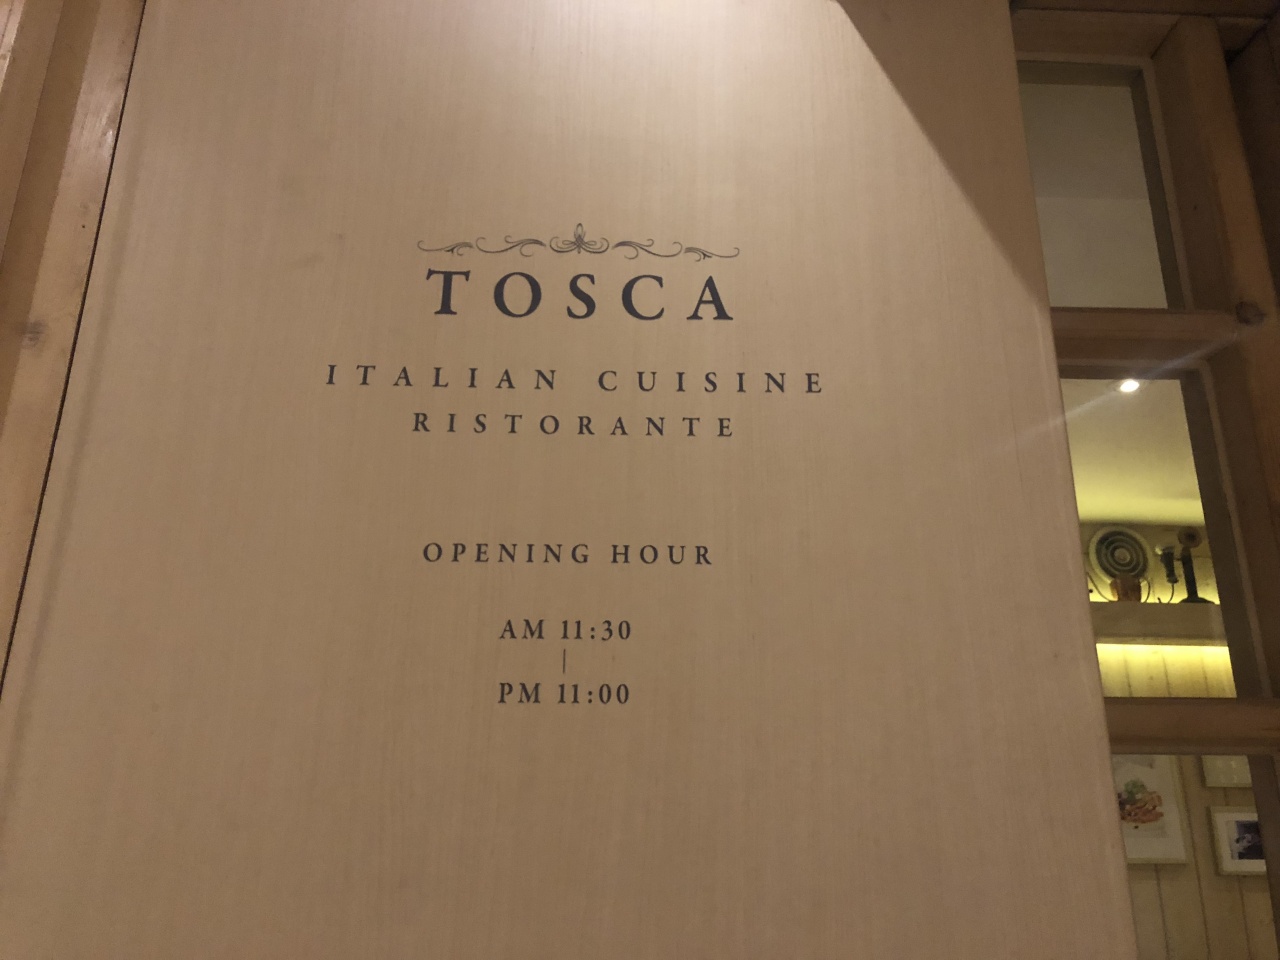 TOSCA
ITALIAN CUISINE
RISTORANTE
OPENING HOUR
AM 11:30
|
PM 11:00